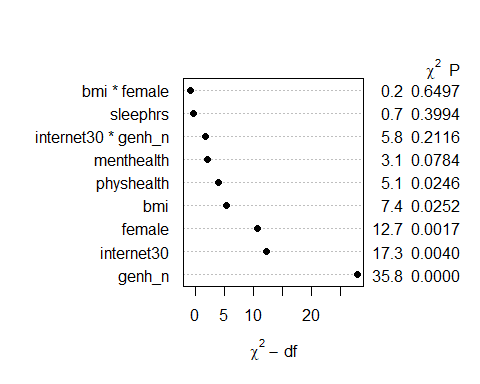 χ² P
bmi * female 0.2 0.6497
sleephrs 0.7 0.3994
internet30 * genh_n 5.8 0.2116
menthealth 3.1 0.0784
physhealth 5.1 0.0246
bmi 7.4 0.0252
female 12.7 0.0017
internet30 17.3 0.0040
genh_n 35.8 0.0000
0 5 10 20
χ² − df